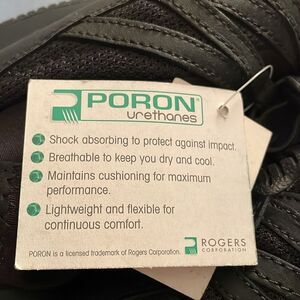 PORON®
urethanes
Shock absorbing to protect against impact.
Breathable to keep you dry and cool.
Maintains cushioning for maximum
performance.
Lightweight and flexible for
continuous comfort.
ROGERS
CORPORATION
PORON is a licensed trademark of Rogers Corporation.